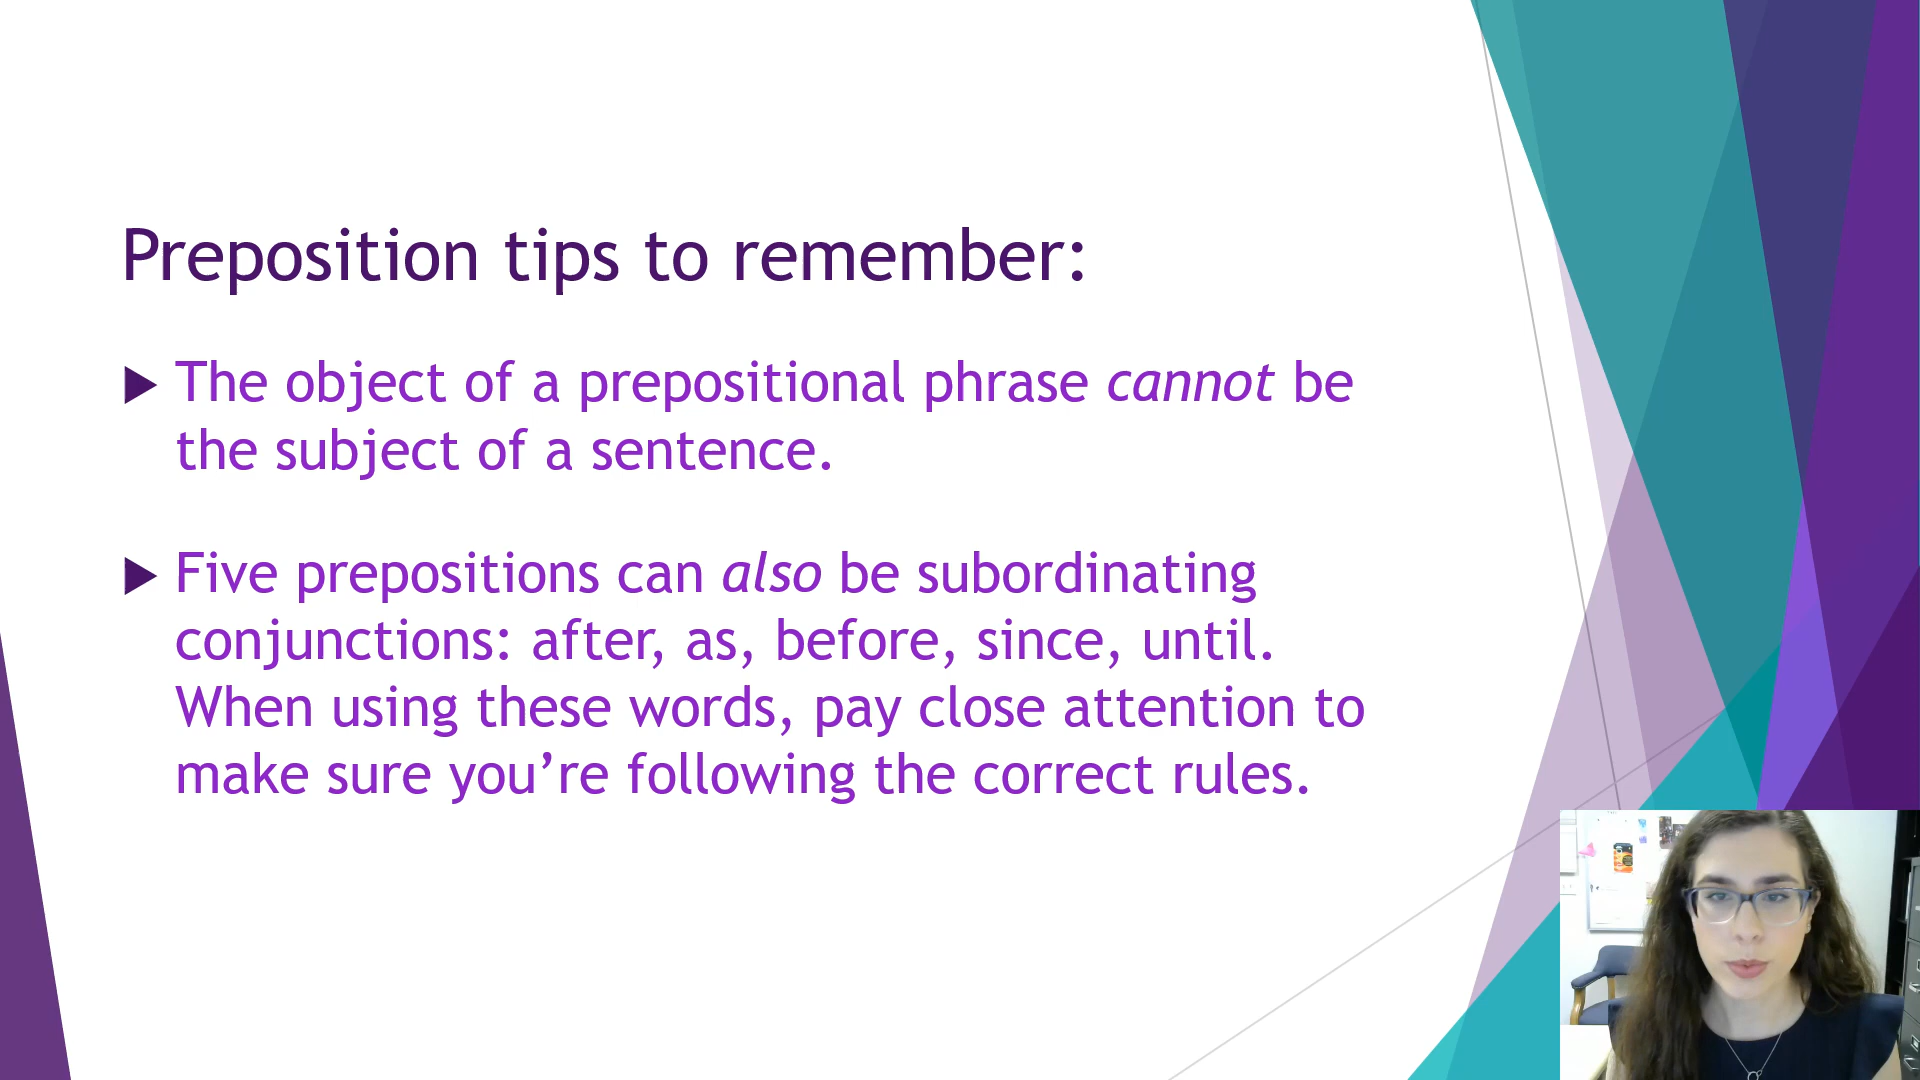 Preposition tips to remember:
The object of a prepositional phrase cannot be
the subject of a sentence.
Five prepositions can also be subordinating
conjunctions: after, as, before, since, until.
When using these words, pay close attention to
make sure you’re following the correct rules.